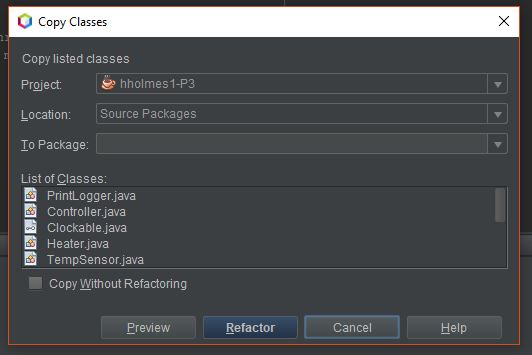 Copy Classes
Copy listed classes
Project: hholmes1-P3
Location: Source Packages
To Package:
List of Classes:
PrintLogger.java
Controller.java
Clockable.java
Heater.java
TempSensor.java
Copy Without Refactoring
Preview Refactor Cancel Help